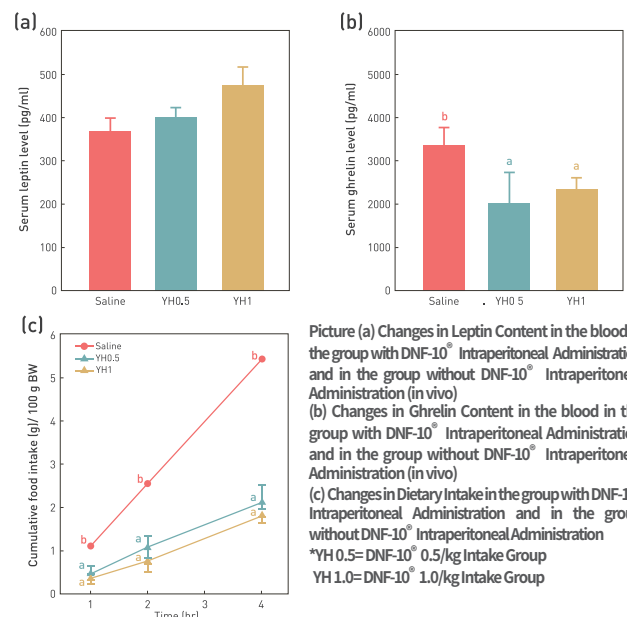 (a)
600
500
400
300
200
100
0
Serum leptin level (pg/ml)
Saline YH0.5 YH1
(b)
6000
5000
4000
3000
2000
1000
0
Serum ghrelin level (pg/ml)
b
a
a
Saline . YH0 5 YH1
(c)
6
5
4
3
2
1
0
Cumulative food intake (g)/ 100 g BW
Saline
YH0.5
YH1
b
b
b
a
a
a
a
a
a
1 2 3 4
Time (hr)
Picture (a) Changes in Leptin Content in the blood
the group with DNF-10® Intraperitoneal Administratio
and in the group without DNF-10® Intraperitone
Administration (in vivo)
(b) Changes in Ghrelin Content in the blood in th
group with DNF-10® Intraperitoneal Administratio
and in the group without DNF-10® Intraperitone
Administration (in vivo)
(c) Changes in Dietary Intake in the group with DNF-1
Intraperitoneal Administration and in the grou
without DNF-10® Intraperitoneal Administration
*YH 0.5= DNF-10® 0.5/kg Intake Group
YH 1.0= DNF-10® 1.0/kg Intake Group